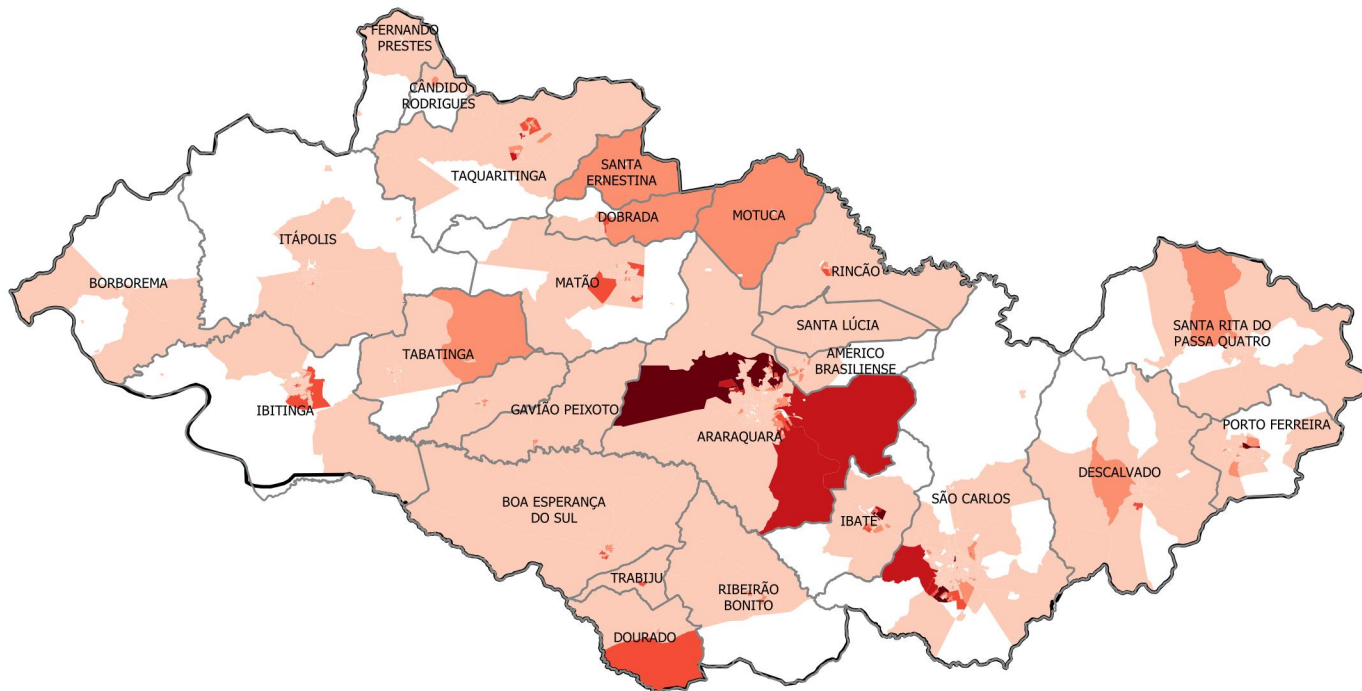 FERNANDO
PRESTES
CÂNDIDO
RODRIGUES
TAQUARITINGA
SANTA
ERNESTINA
DOBRADA
MOTUCA
ITÁPOLIS
BORBOREMA
MATÃO
RINCÃO
SANTA LÚCIA
SANTA RITA DO
PASSA QUATRO
TABATINGA
AMÉRICO
BRASILIENSE
IBITINGA
GAVIÃO PEIXOTO
ARARAQUARA
PORTO FERREIRA
DESCALVADO
BOA ESPERANÇA
DO SUL
SÃO CARLOS
IBATÉ
TRABIJU
RIBEIRÃO
BONITO
DOURADO